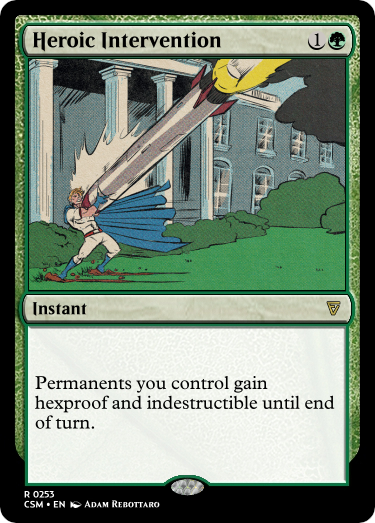 Heroic Intervention 1
Instant
Permanents you control gain
hexproof and indestructible until end
of turn.
R 0253
CSM • EN Adam Rebottaro